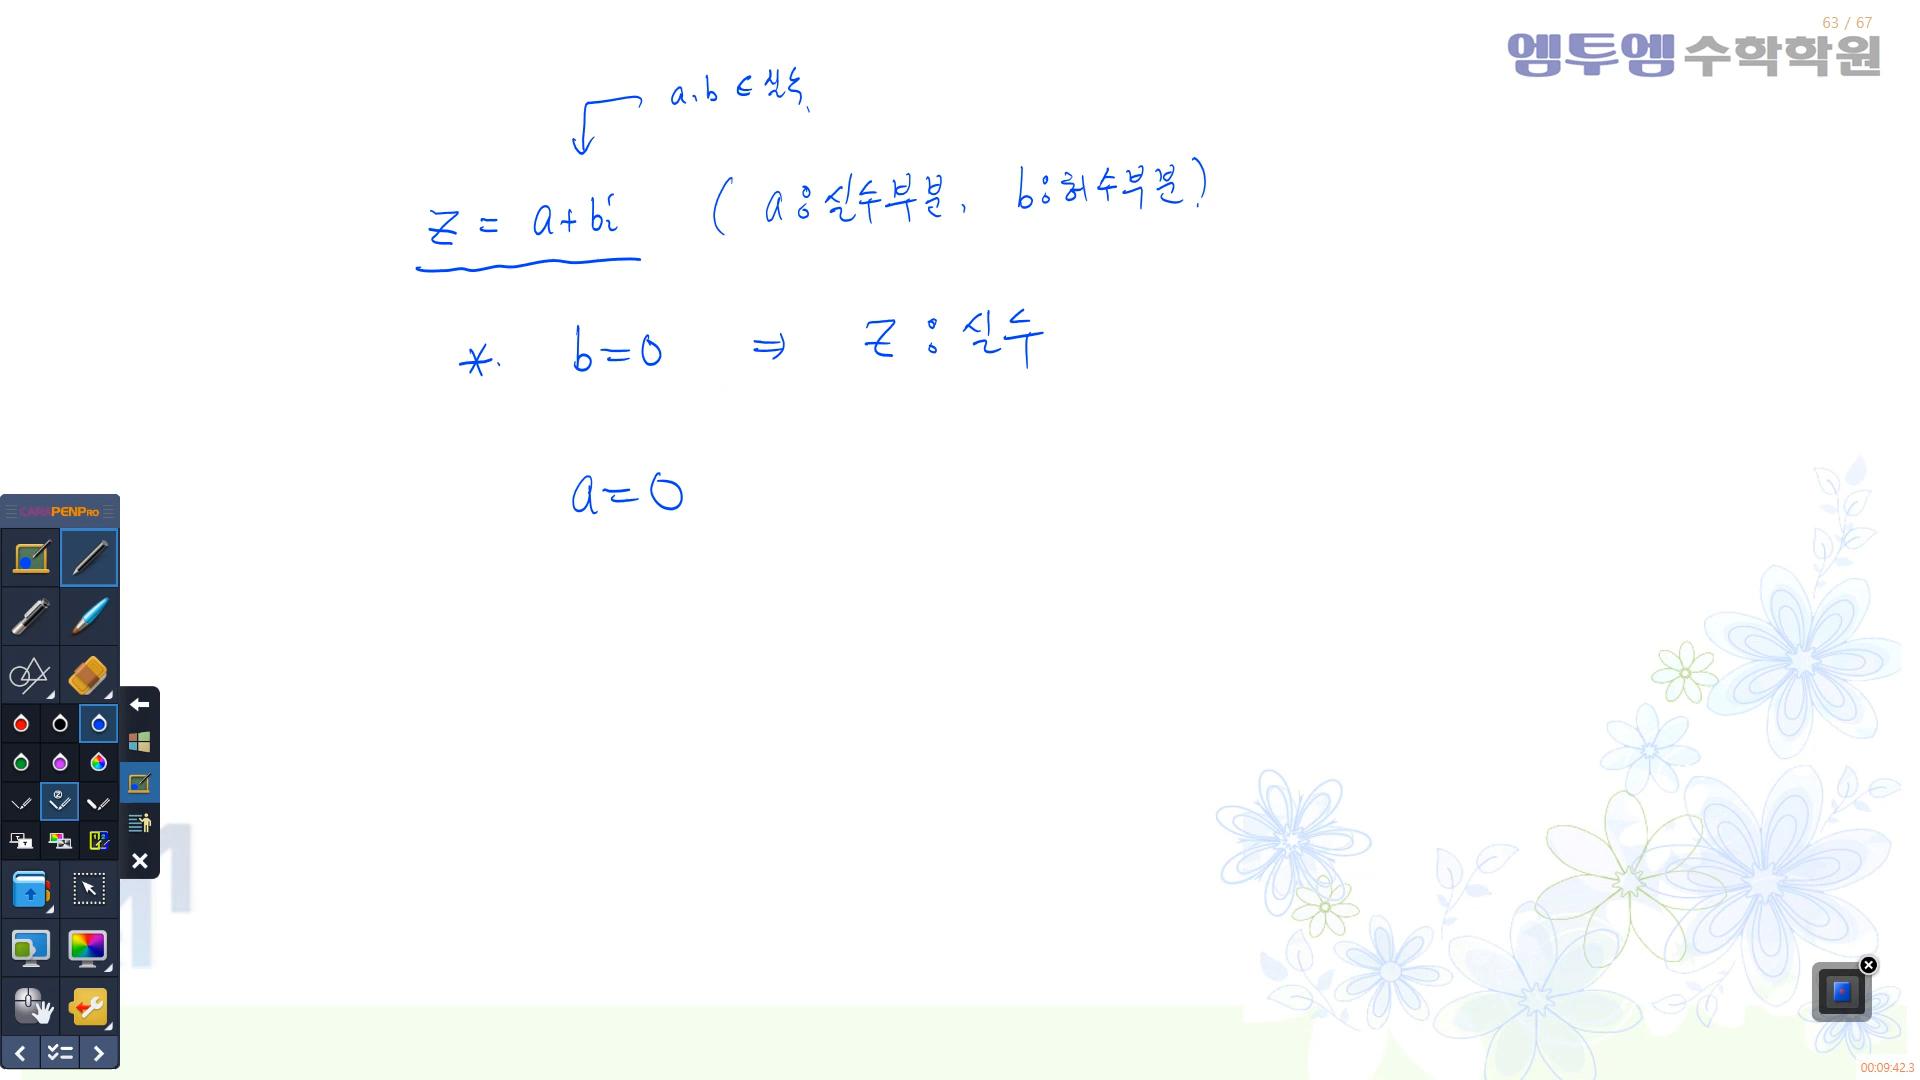 63 / 67
엠투엠 수학학원
a, b ∈ 실수.
z = a+bi ( a : 실수부분, b : 허수부분 )
*. b=0 ⇒ z : 실수
a=0
CARAPENPRO
00:09:42.3